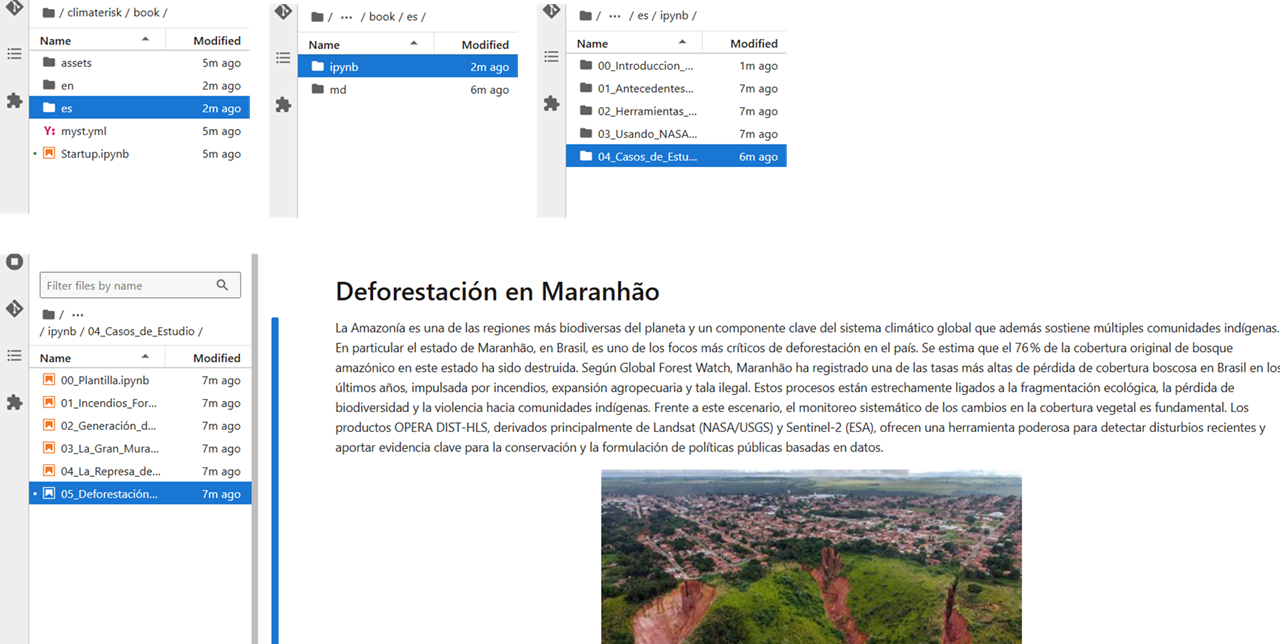 / climaterisk / book /
Name Modified
assets 5m ago
en 2m ago
es 2m ago
Y: myst.yml 5m ago
Startup.ipynb 5m ago
/ ··· / book / es /
Name Modified
ipynb 2m ago
md 6m ago
/ ··· / es / ipynb /
Name Modified
00_Introduccion_... 1m ago
01_Antecedentes... 7m ago
02_Herramientas_... 7m ago
03_Usando_NASA... 7m ago
04_Casos_de_Estu... 6m ago
Filter files by name
/ ···
/ ipynb / 04_Casos_de_Estudio /
Name Modified
00_Plantilla.ipynb 7m ago
01_Incendios_For... 7m ago
02_Generación_d... 7m ago
03_La_Gran_Mura... 7m ago
04_La_Represa_de... 7m ago
05_Deforestación... 7m ago
Deforestación en Maranhão
La Amazonía es una de las regiones más biodiversas del planeta y un componente clave del sistema climático global que además sostiene múltiples comunidades indígenas.
En particular el estado de Maranhão, en Brasil, es uno de los focos más críticos de deforestación en el país. Se estima que el 76 % de la cobertura original de bosque
amazónico en este estado ha sido destruida. Según Global Forest Watch, Maranhão ha registrado una de las tasas más altas de pérdida de cobertura boscosa en Brasil en los
últimos años, impulsada por incendios, expansión agropecuaria y tala ilegal. Estos procesos están estrechamente ligados a la fragmentación ecológica, la pérdida de
biodiversidad y la violencia hacia comunidades indígenas. Frente a este escenario, el monitoreo sistemático de los cambios en la cobertura vegetal es fundamental. Los
productos OPERA DIST-HLS, derivados principalmente de Landsat (NASA/USGS) y Sentinel-2 (ESA), ofrecen una herramienta poderosa para detectar disturbios recientes y
aportar evidencia clave para la conservación y la formulación de políticas públicas basadas en datos.